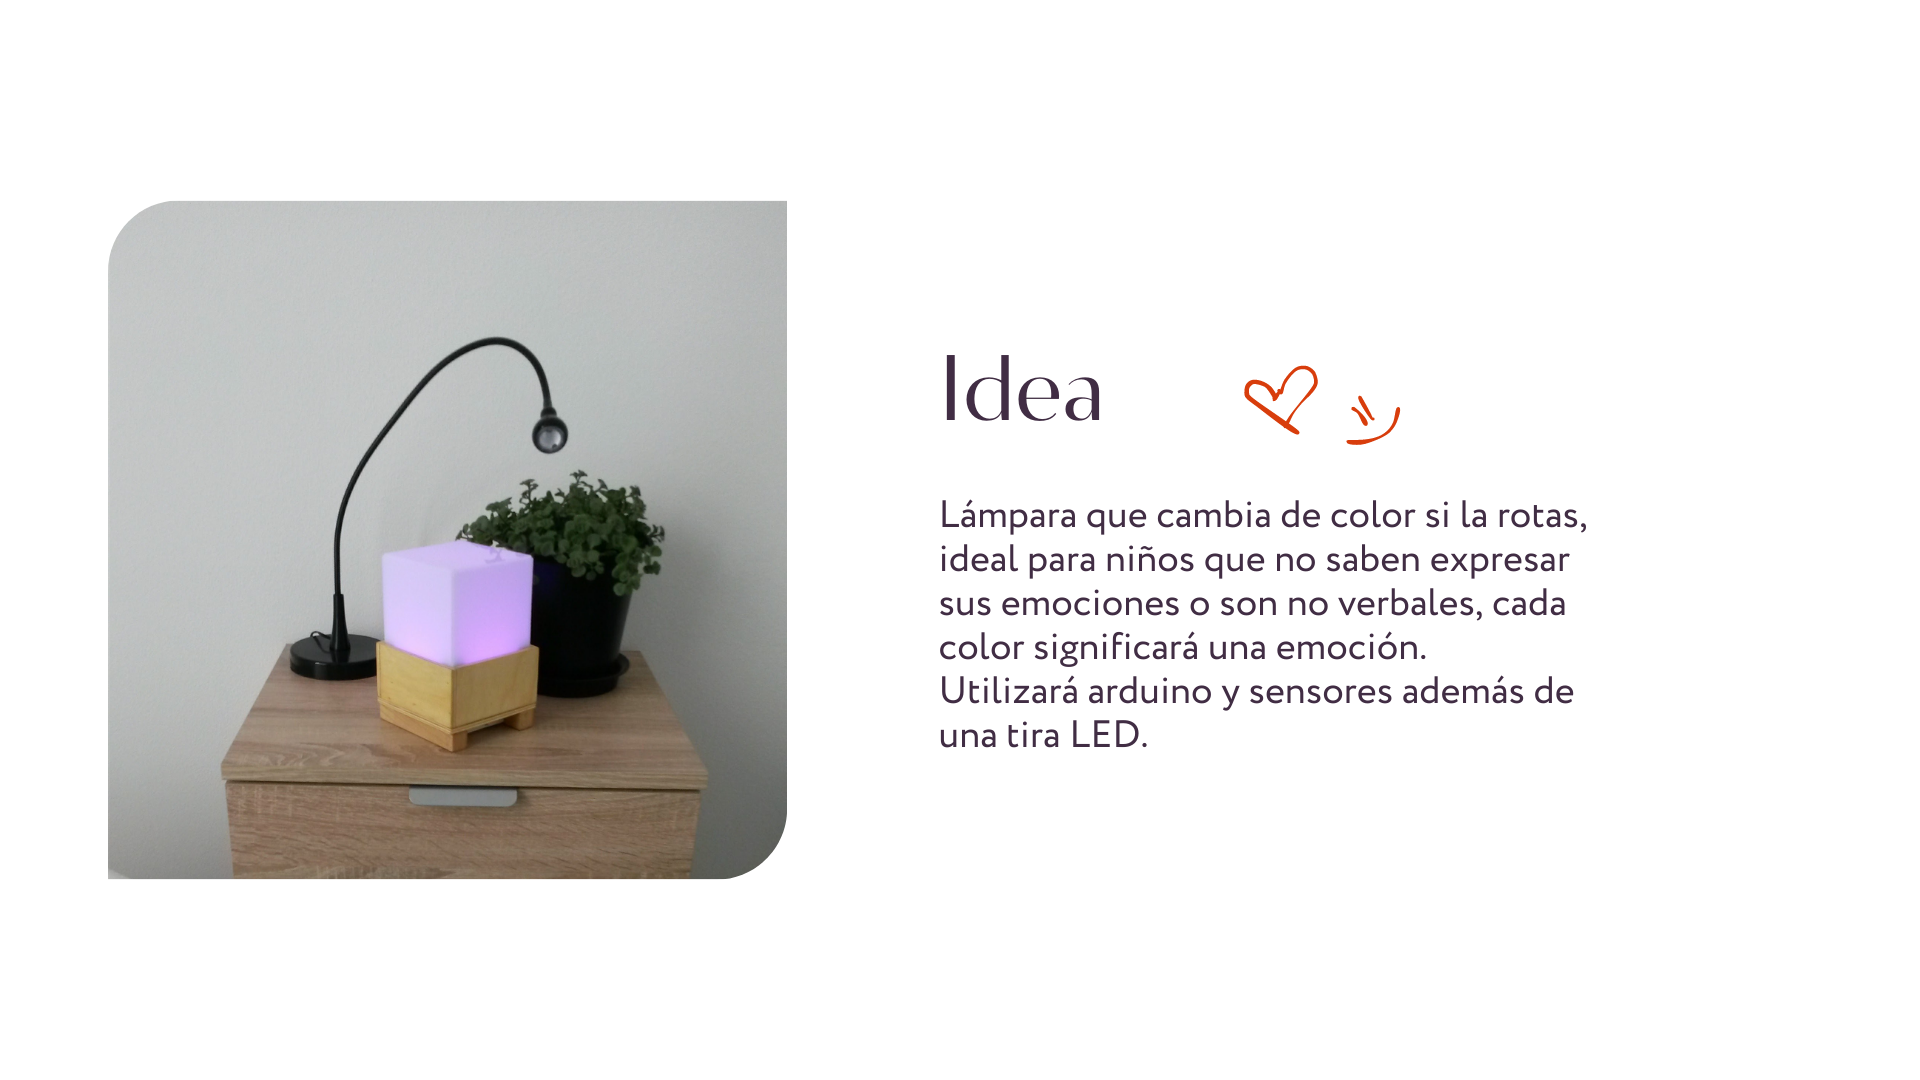 Idea
Lámpara que cambia de color si la rotas,
ideal para niños que no saben expresar
sus emociones o son no verbales, cada
color significará una emoción.
Utilizará arduino y sensores además de
una tira LED.